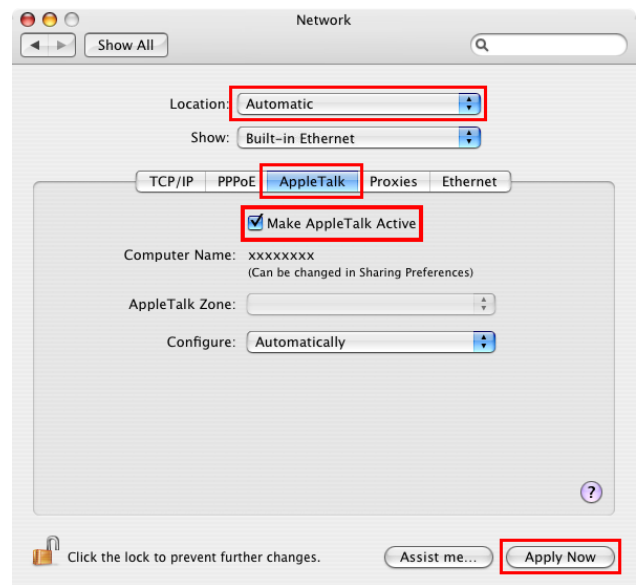 Network
Show All
Location: Automatic
Show: Built-in Ethernet
TCP/IP PPPoE AppleTalk Proxies Ethernet
Make AppleTalk Active
Computer Name: xxxxxxxx
(Can be changed in Sharing Preferences)
AppleTalk Zone:
Configure: Automatically
?
Click the lock to prevent further changes. Assist me... Apply Now